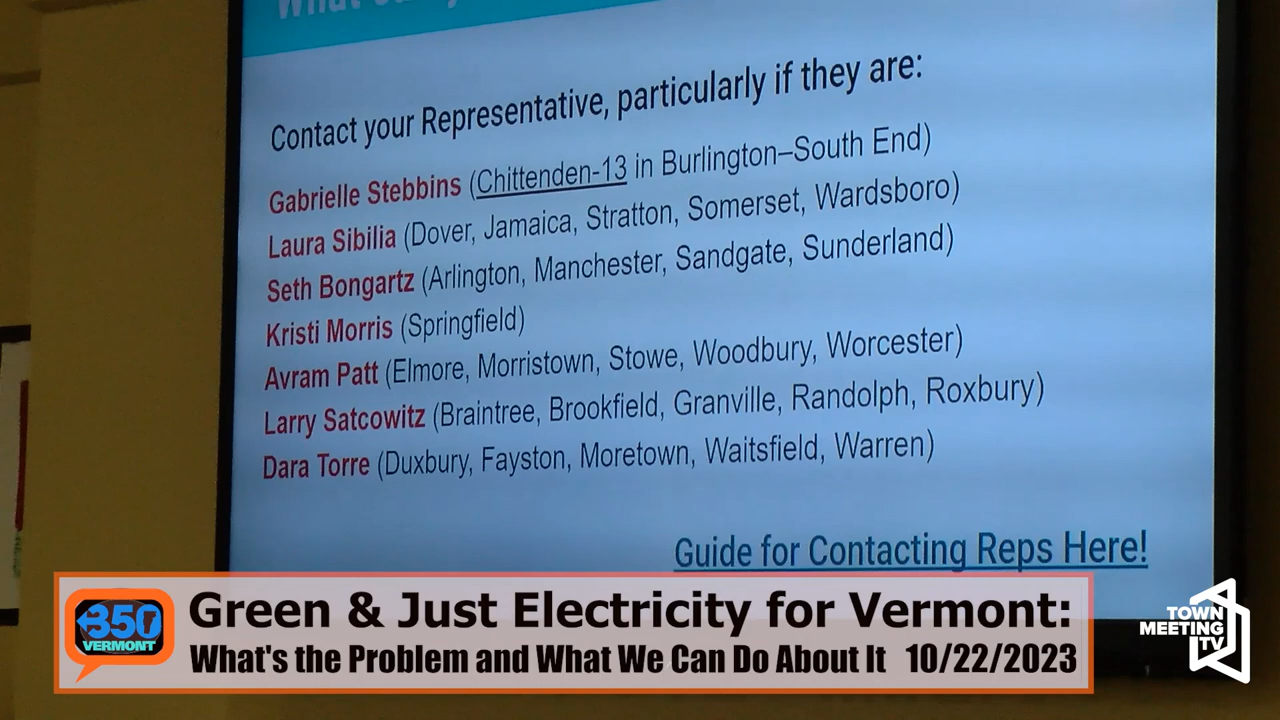 What
Contact your Representative, particularly if they are:
Gabrielle Stebbins (Chittenden-13 in Burlington–South End)
Laura Sibilia (Dover, Jamaica, Stratton, Somerset, Wardsboro)
Seth Bongartz (Arlington, Manchester, Sandgate, Sunderland)
Kristi Morris (Springfield)
Avram Patt (Elmore, Morristown, Stowe, Woodbury, Worcester)
Larry Satcowitz (Braintree, Brookfield, Granville, Randolph, Roxbury)
Dara Torre (Duxbury, Fayston, Moretown, Waitsfield, Warren)
Guide for Contacting Reps Here!
350
VERMONT
Green & Just Electricity for Vermont:
What's the Problem and What We Can Do About It 10/22/2023
TOWN
MEETING
TV